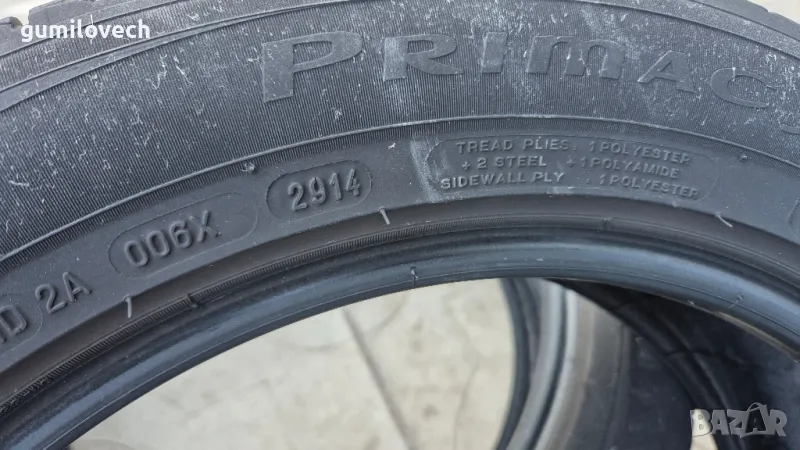 gumilovech
PRIMAC
TREAD PLIES: 1 POLYESTER
+ 2 STEEL + 1 POLYAMIDE
SIDEWALL PLY : 1 POLYESTER
2914
006X
2A
BAZAR